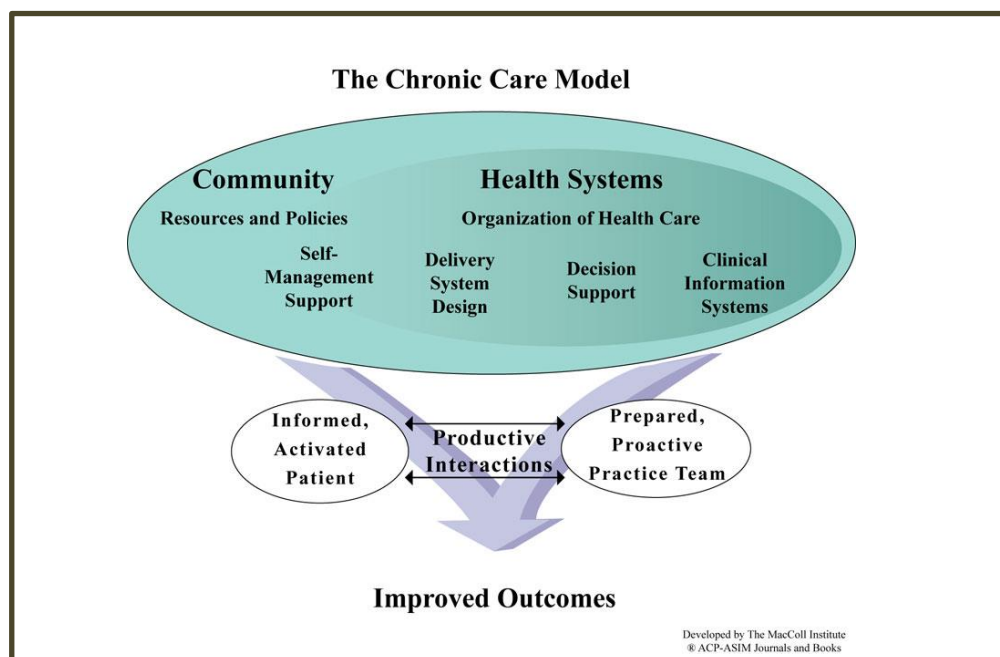 The Chronic Care Model
Community
Health Systems
Resources and Policies
Organization of Health Care
Self-
Management
Support
Delivery
System
Design
Decision
Support
Clinical
Information
Systems
Informed,
Activated
Patient
Productive
Interactions
Prepared,
Proactive
Practice Team
Improved Outcomes
Developed by The MacColl Institute
® ACP-ASIM Journals and Books